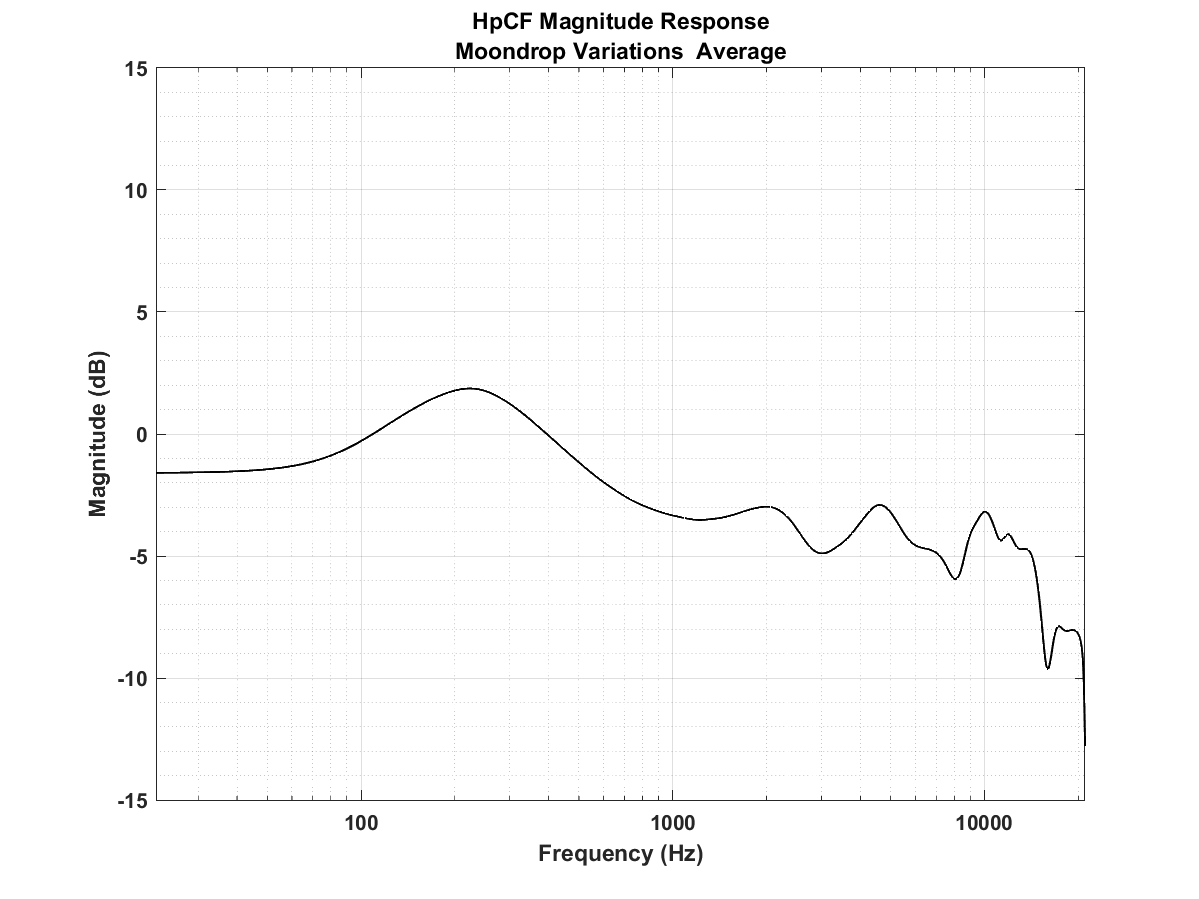 HpCF Magnitude Response
Moondrop Variations  Average
15
10
5
0
-5
-10
-15
Magnitude (dB)
100
1000
10000
Frequency (Hz)